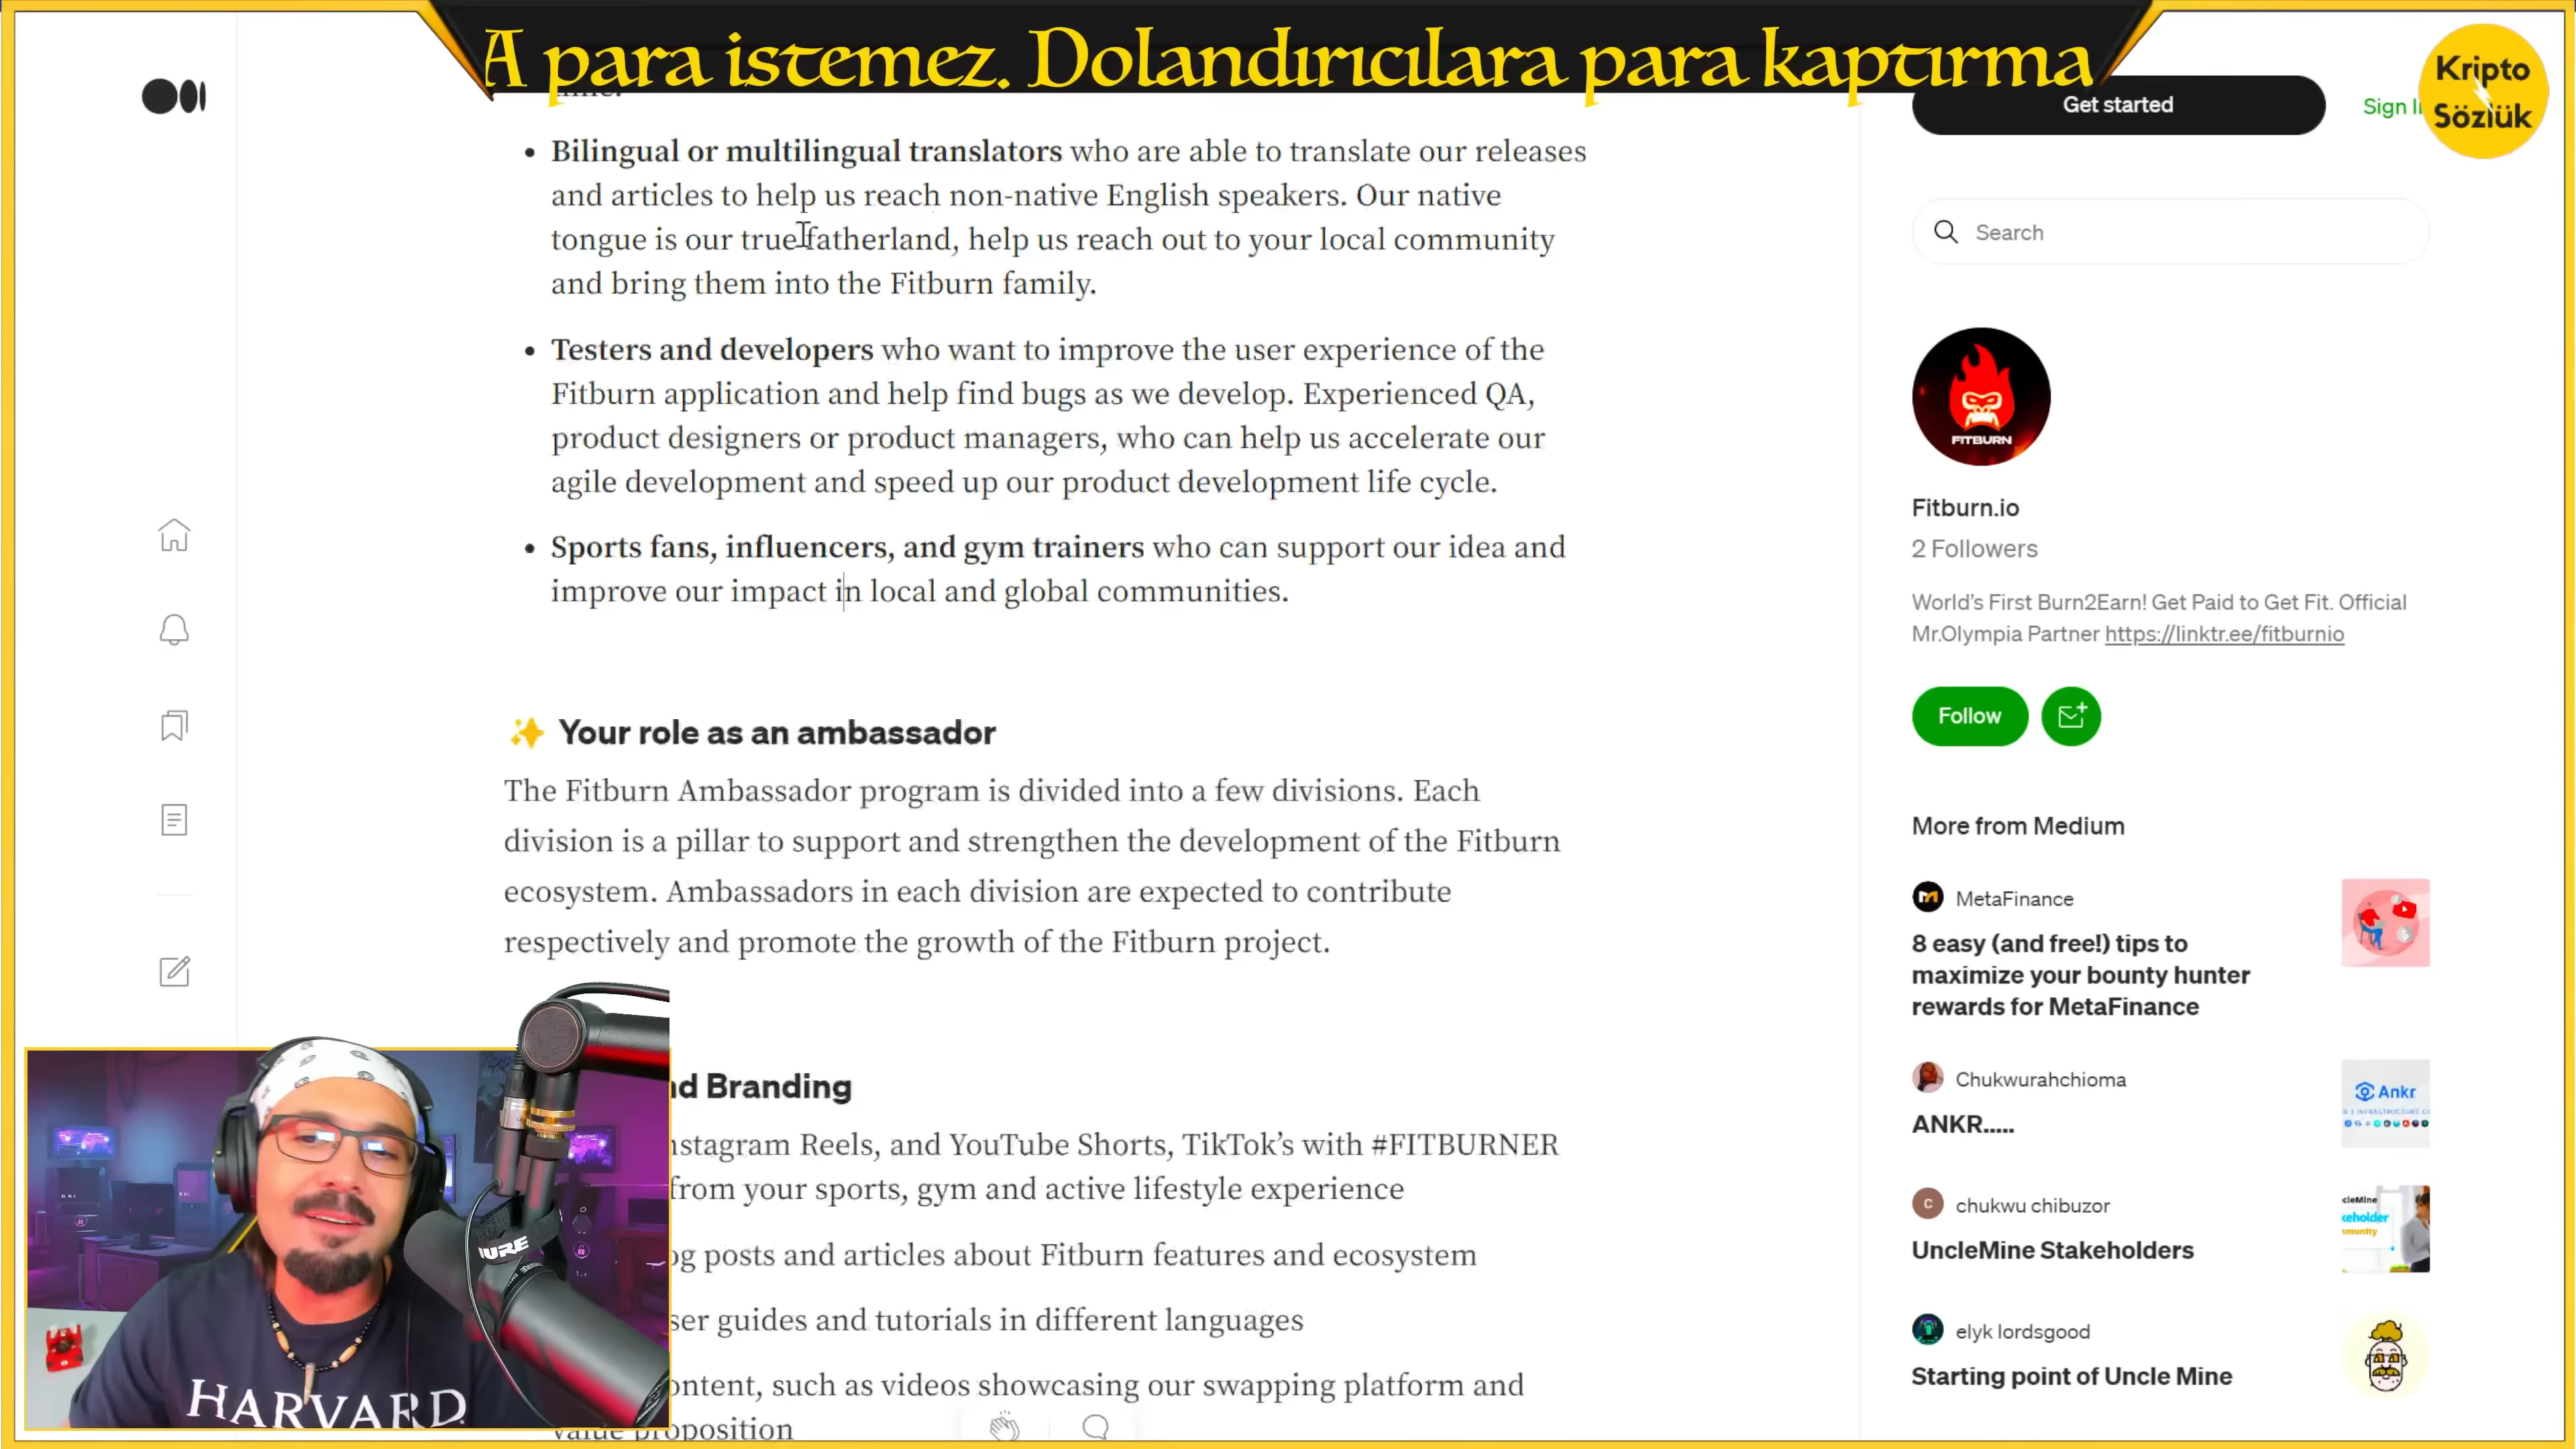 A para istemez. Dolandırıcılara para kaptırma
Kripto
Sözlük
Get started
Sign
Bilingual or multilingual translators who are able to translate our releases
and articles to help us reach non-native English speakers. Our native
tongue is our true fatherland, help us reach out to your local community
and bring them into the Fitburn family.
Testers and developers who want to improve the user experience of the
Fitburn application and help find bugs as we develop. Experienced QA,
product designers or product managers, who can help us accelerate our
agile development and speed up our product development life cycle.
Sports fans, influencers, and gym trainers who can support our idea and
improve our impact in local and global communities.
✨ Your role as an ambassador
The Fitburn Ambassador program is divided into a few divisions. Each
division is a pillar to support and strengthen the development of the Fitburn
ecosystem. Ambassadors in each division are expected to contribute
respectively and promote the growth of the Fitburn project.
nd Branding
nstagram Reels, and YouTube Shorts, TikTok's with #FITBURNER
from your sports, gym and active lifestyle experience
og posts and articles about Fitburn features and ecosystem
ser guides and tutorials in different languages
ontent, such as videos showcasing our swapping platform and
value proposition
Search
FITBURN
Fitburn.io
2 Followers
World's First Burn2Earn! Get Paid to Get Fit. Official
Mr.Olympia Partner https://linktr.ee/fitburnio
Follow
More from Medium
MetaFinance
8 easy (and free!) tips to
maximize your bounty hunter
rewards for MetaFinance
Chukwurahchioma
ANKR.....
Ankr
C chukwu chibuzor
UncleMine Stakeholders
cleMine
keholder
mmunity
elyk lordsgood
Starting point of Uncle Mine
HARVARD
URE